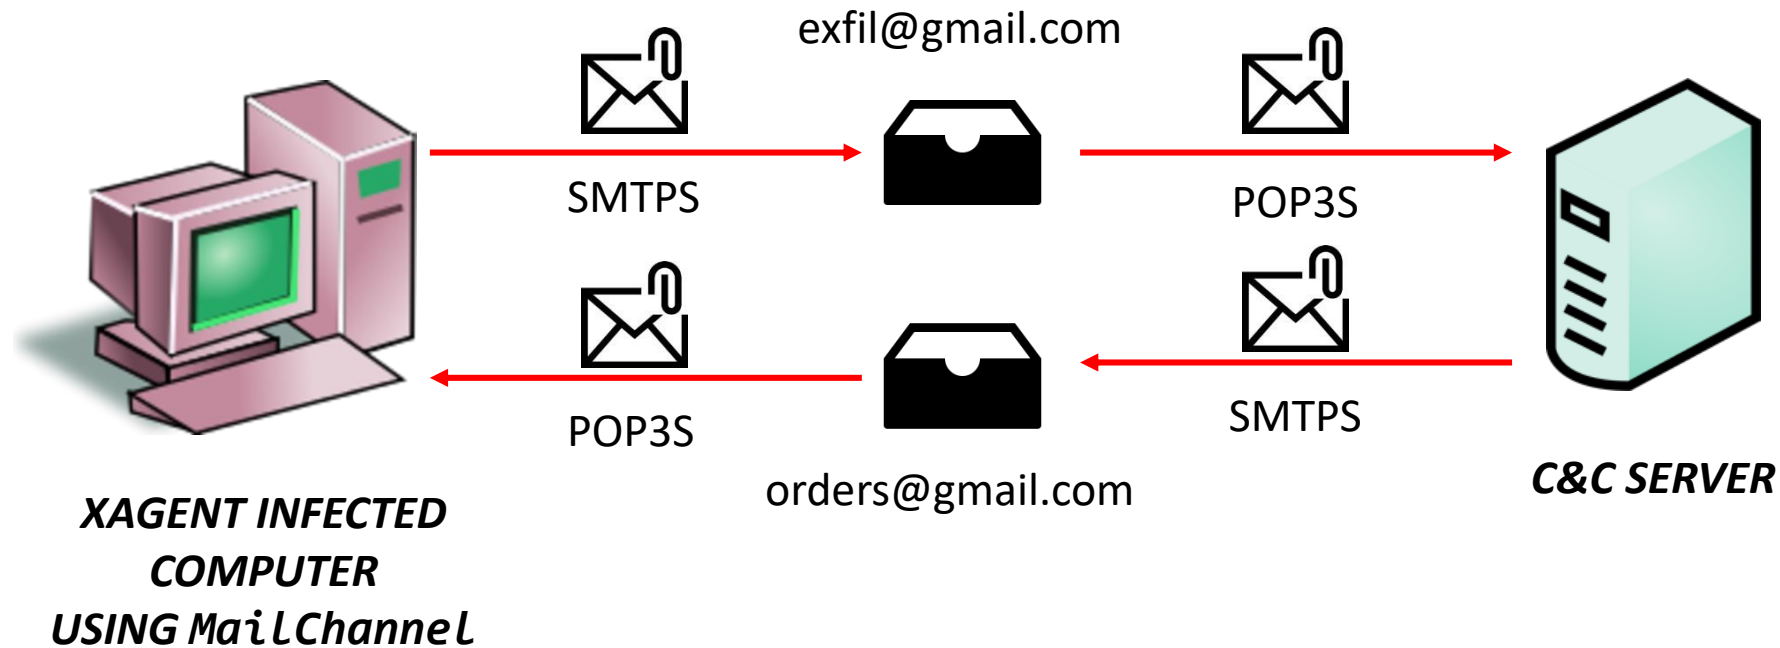 exfil@gmail.com
SMTPS
POP3S
POP3S
SMTPS
orders@gmail.com
C&C SERVER
XAGENT INFECTED
COMPUTER
USING MailChannel